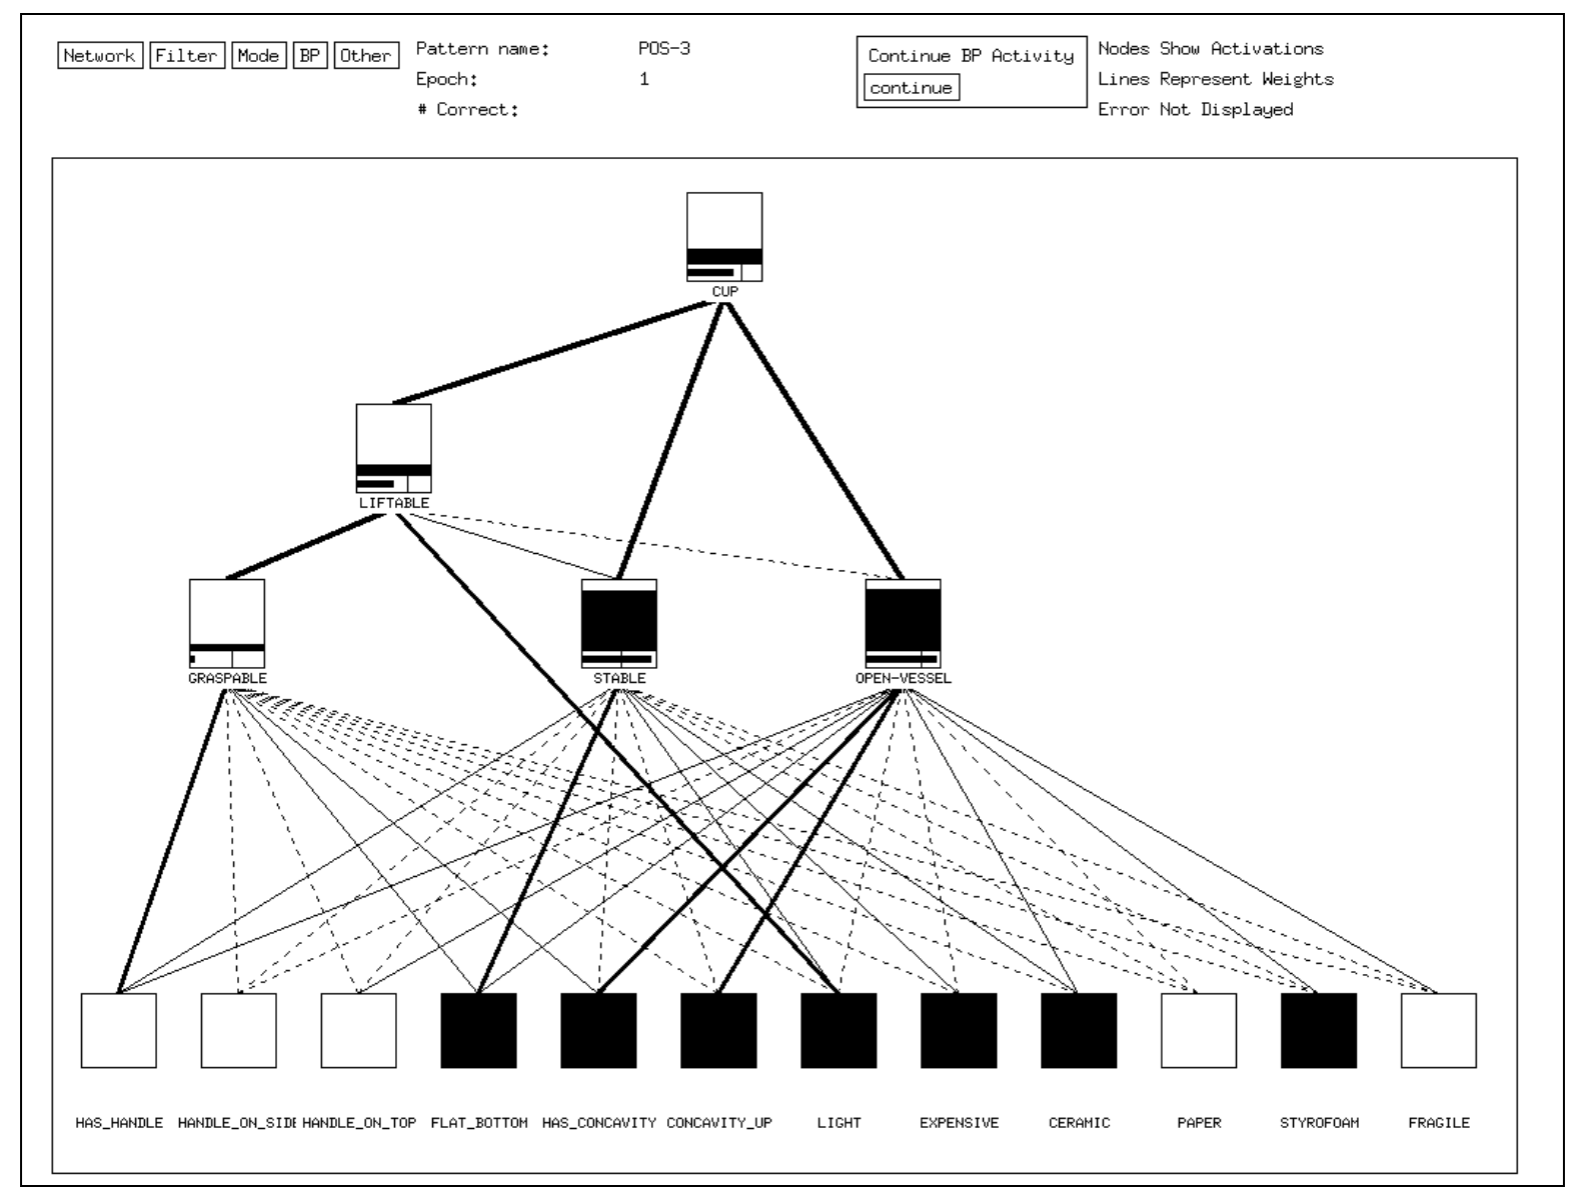 Network Filter Mode BP Other
Pattern name: POS-3
Epoch: 1
# Correct:
Continue BP Activity
continue
Nodes Show Activations
Lines Represent Weights
Error Not Displayed
CUP
LIFTABLE
GRASPABLE STABLE OPEN-VESSEL
HAS_HANDLE HANDLE_ON_SIDE HANDLE_ON_TOP FLAT_BOTTOM HAS_CONCAVITY CONCAVITY_UP LIGHT EXPENSIVE CERAMIC PAPER STYROFOAM FRAGILE